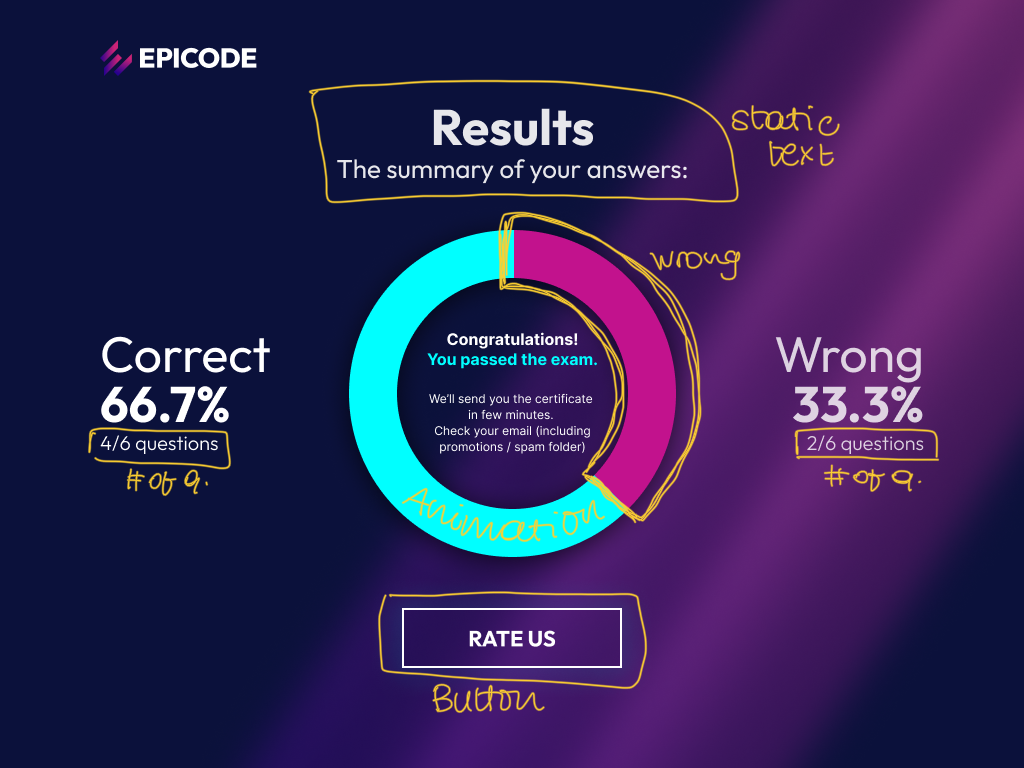 EPICODE
Results
The summary of your answers:
static
text
wrong
Correct
66.7%
4/6 questions
# of q.
Congratulations!
You passed the exam.
We'll send you the certificate
in few minutes.
Check your email (including
promotions / spam folder)
Wrong
33.3%
2/6 questions
# of q.
Animation
RATE US
Button